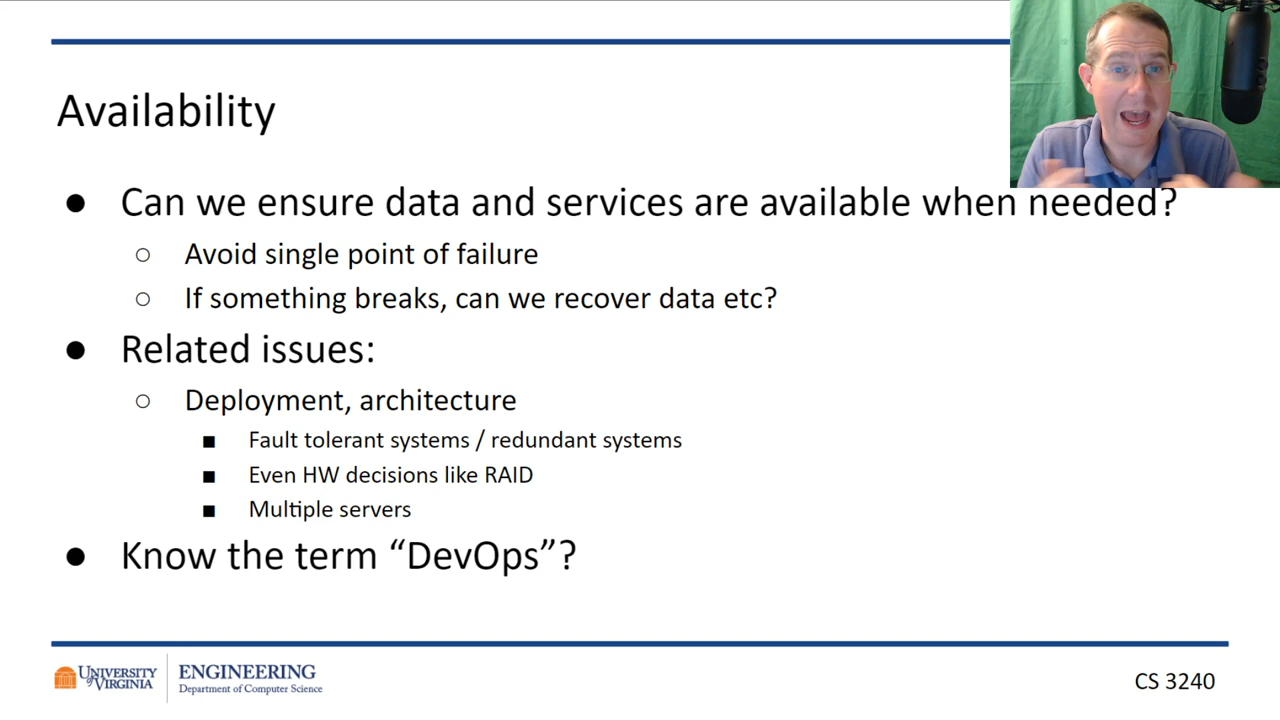 Availability
● Can we ensure data and services are available when needed?
○ Avoid single point of failure
○ If something breaks, can we recover data etc?
● Related issues:
○ Deployment, architecture
■ Fault tolerant systems / redundant systems
■ Even HW decisions like RAID
■ Multiple servers
● Know the term “DevOps”?
UNIVERSITY
of VIRGINIA
ENGINEERING
Department of Computer Science
CS 3240